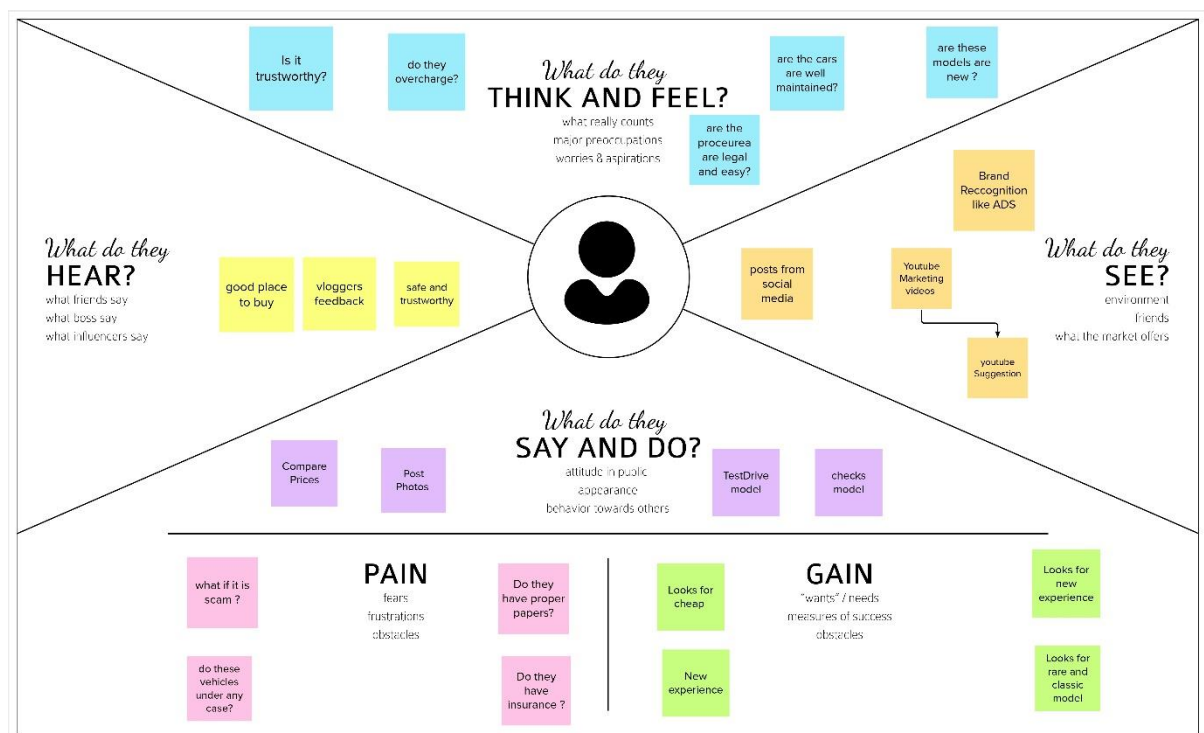 Is it
trustworthy?
do they
overcharge?
What do they
THINK AND FEEL?
what really counts
major preoccupations
worries & aspirations
are the cars
are well
maintained?
are these
models are
new ?
are the
proceurea
are legal
and easy?
What do they
HEAR?
what friends say
what boss say
what influencers say
good place
to buy
vloggers
feedback
safe and
trustworthy
posts from
social
media
Brand
Reccognition
like ADS
Youtube
Marketing
videos
youtube
Suggestion
What do they
SEE?
environment
friends
what the market offers
What do they
SAY AND DO?
attitude in public
appearance
behavior towards others
Compare
Prices
Post
Photos
TestDrive
model
checks
model
PAIN
fears
frustrations
obstacles
what if it is
scam ?
Do they
have proper
papers?
do these
vehicles
under any
case?
Do they
have
insurance ?
GAIN
"wants" / needs
measures of success
obstacles
Looks for
cheap
Looks for
new
experience
New
experience
Looks for
rare and
classic
model